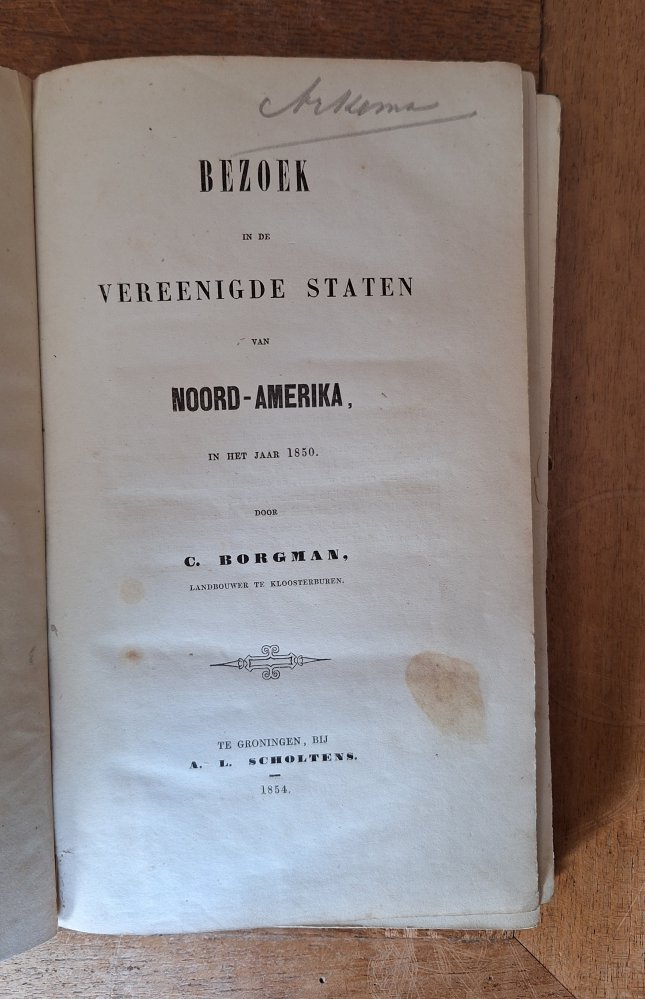 Arkema
BEZOEK
IN DE
VEREENIGDE STATEN
VAN
NOORD-AMERIKA,
IN HET JAAR 1850.
DOOR
C. BORGMAN,
LANDBOUWER TE KLOOSTERBUREN.
TE GRONINGEN, BIJ
A. L. SCHOLTENS.
1854.